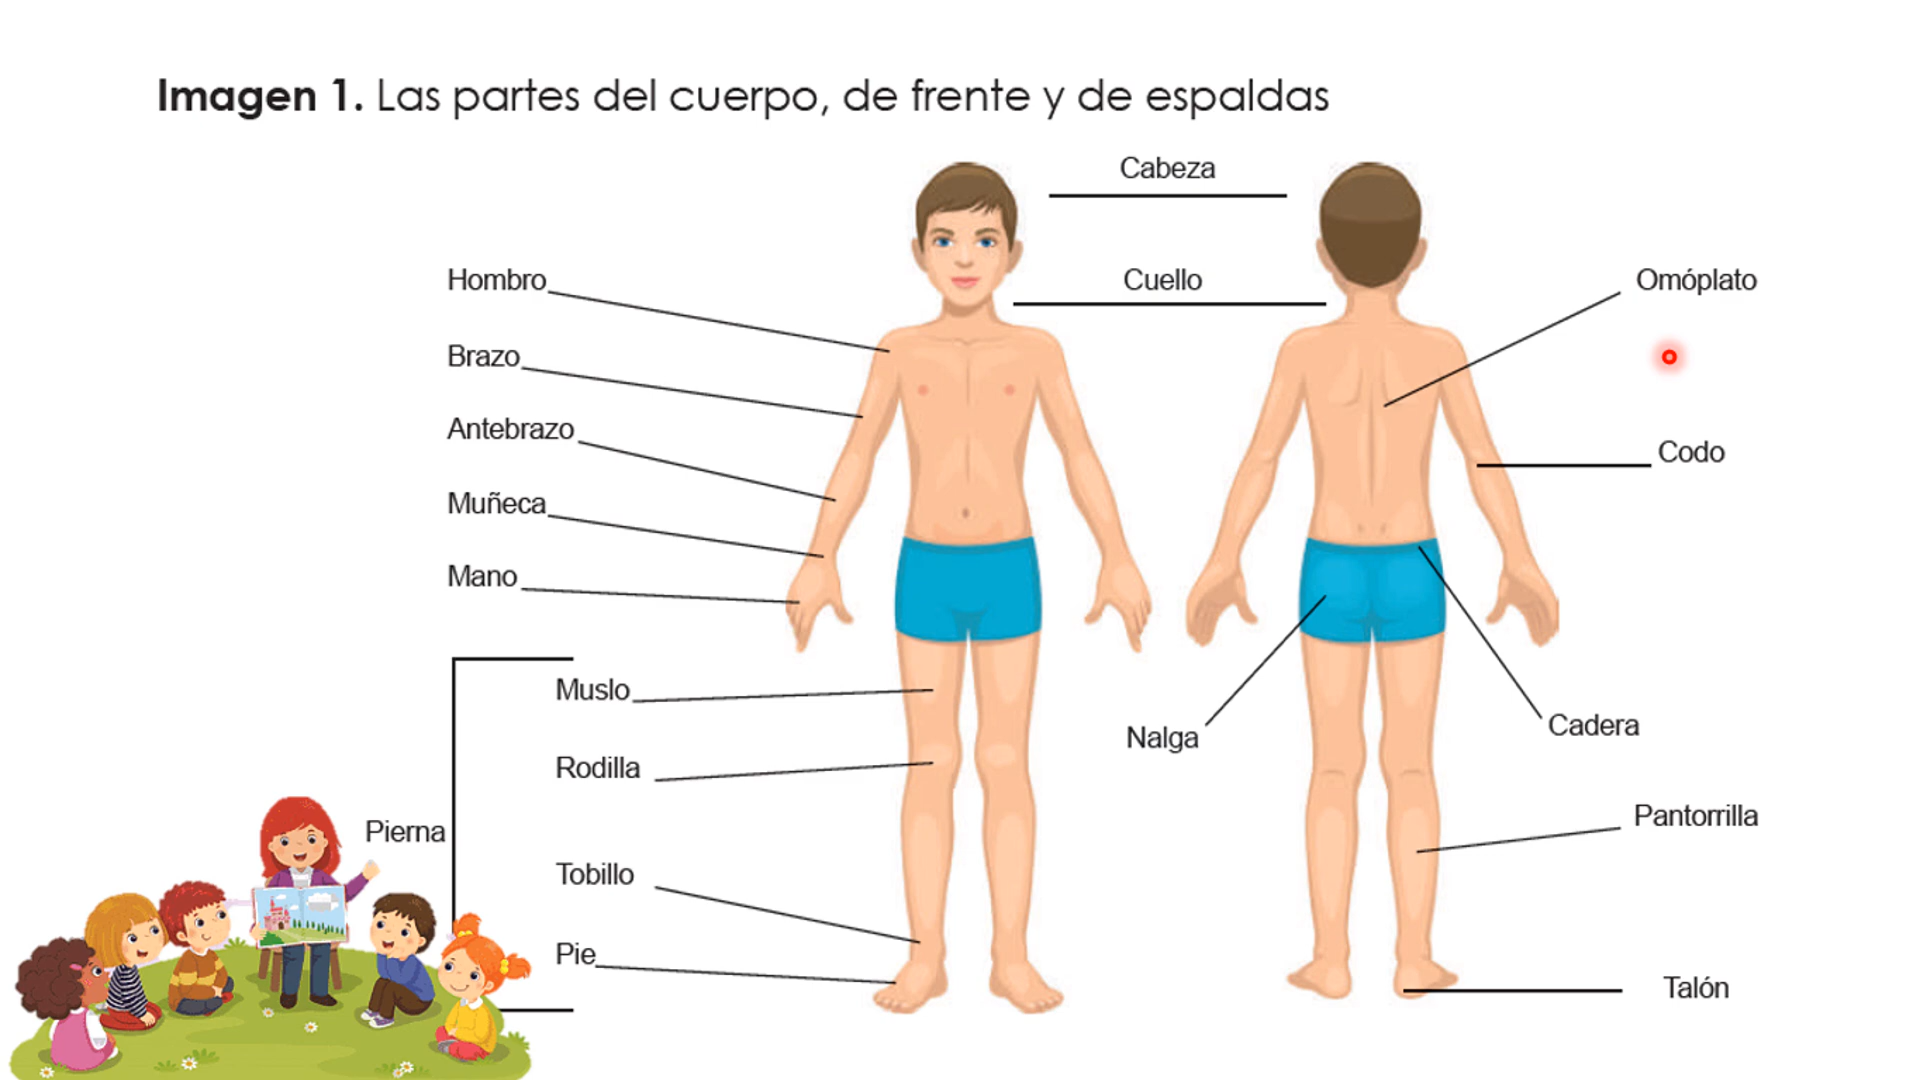 Imagen 1. Las partes del cuerpo, de frente y de espaldas
Cabeza
Hombro
Cuello
Omóplato
Brazo
Antebrazo
Codo
Muñeca
Mano
Muslo
Nalga
Cadera
Rodilla
Pierna
Pantorrilla
Tobillo
Pie
Talón